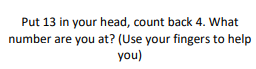 Put 13 in your head, count back 4. What
number are you at? (Use your fingers to help
you)